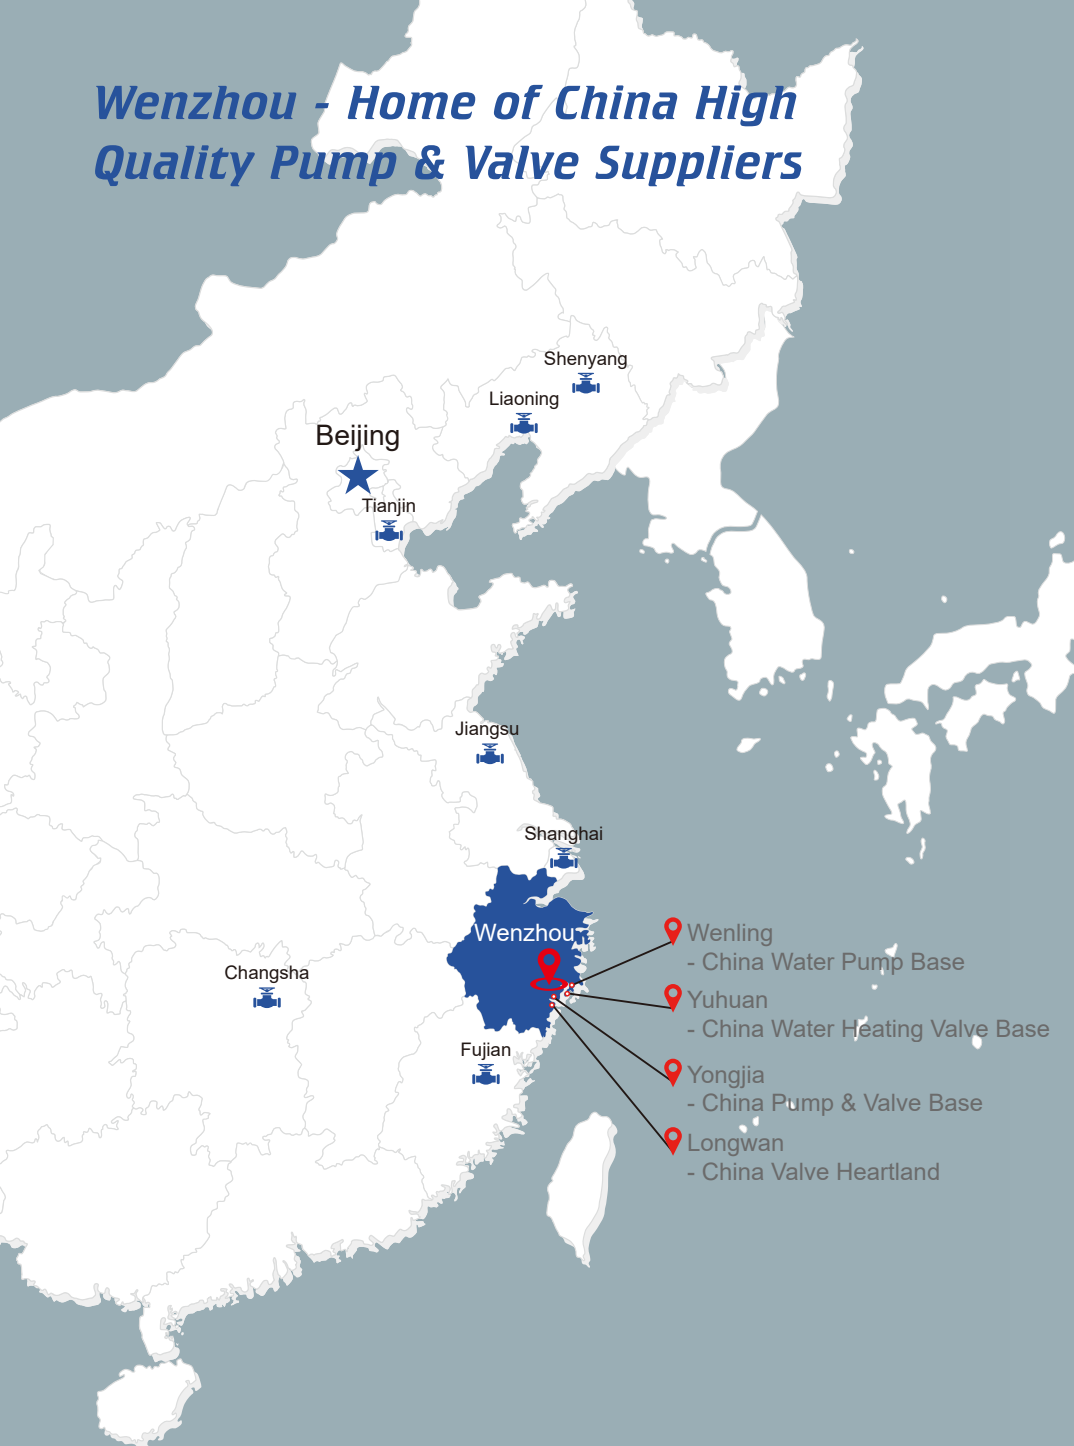 Wenzhou - Home of China High
Quality Pump & Valve Suppliers
Shenyang
Liaoning
Beijing
Tianjin
Jiangsu
Shanghai
Wenzhou
Wenling
- China Water Pump Base
Changsha
Yuhuan
- China Water Heating Valve Base
Fujian
Yongjia
- China Pump & Valve Base
Longwan
- China Valve Heartland